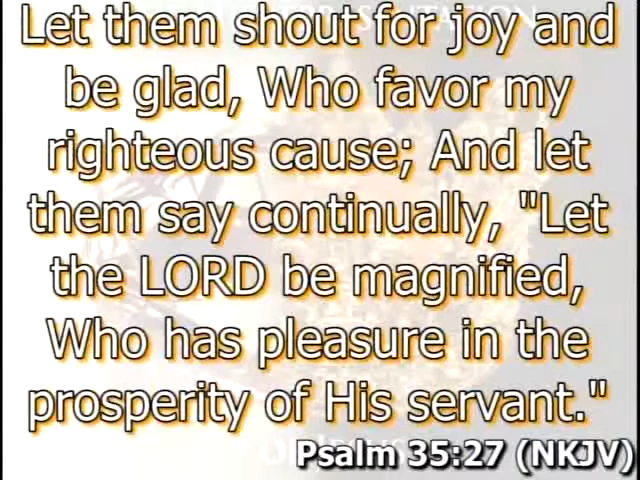 Let them shout for joy and
be glad, Who favor my
righteous cause; And let
them say continually, "Let
the LORD be magnified,
Who has pleasure in the
prosperity of His servant."
Psalm 35:27 (NKJV)